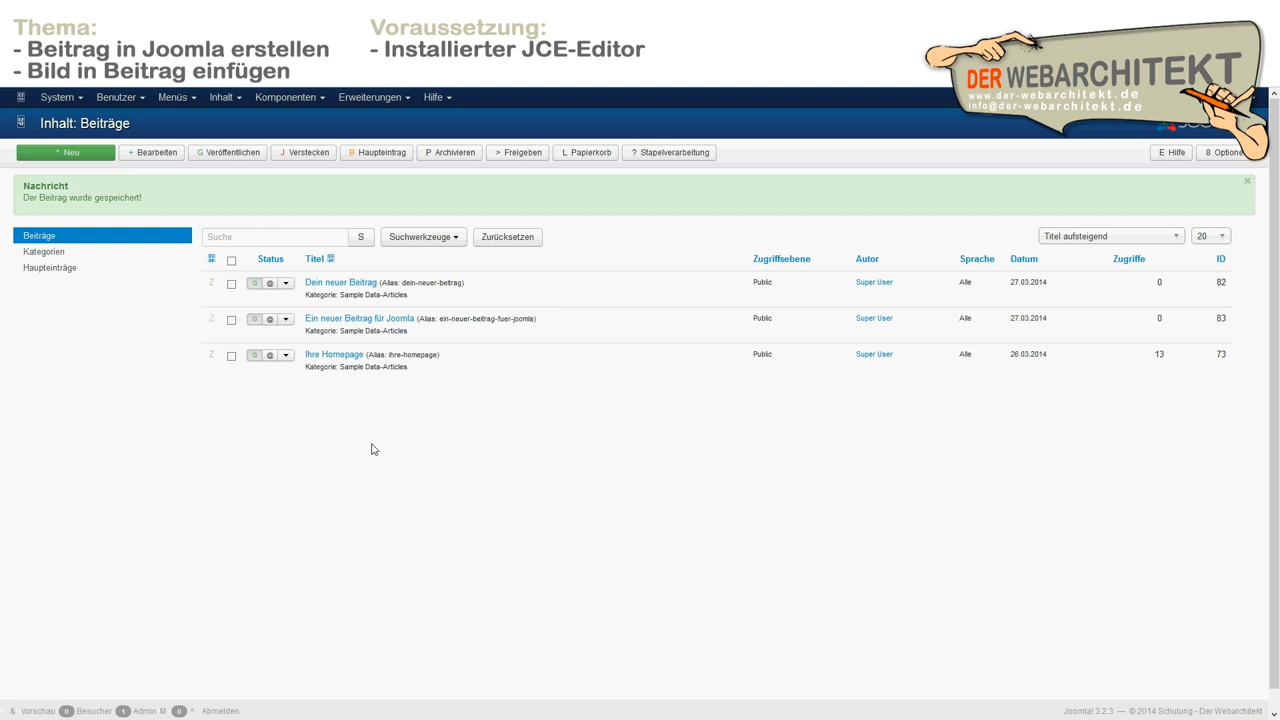 Thema:
- Beitrag in Joomla erstellen
- Bild in Beitrag einfügen
Voraussetzung:
- Installierter JCE-Editor
DER WEBARCHITEKT
www.der-webarchitekt.de
info@der-webarchitekt.de
System Benutzer Menüs Inhalt Komponenten Erweiterungen Hilfe
Inhalt: Beiträge
* Neu + Bearbeiten G Veröffentlichen J Verstecken B Haupteintrag P Archivieren > Freigeben L Papierkorb ? Stapelverarbeitung E Hilfe 8 Optione
Nachricht ×
Der Beitrag wurde gespeichert!
Beiträge
Kategorien
Haupteinträge
Suche S Suchwerkzeuge Zurücksetzen Titel aufsteigend 20
Status Titel Zugriffsebene Autor Sprache Datum Zugriffe ID
Z G @ Dein neuer Beitrag (Alias: dein-neuer-beitrag) Public Super User Alle 27.03.2014 0 82
Kategorie: Sample Data-Articles
Z G @ Ein neuer Beitrag für Joomla (Alias: ein-neuer-beitrag-fuer-joomla) Public Super User Alle 27.03.2014 0 83
Kategorie: Sample Data-Articles
Z G @ Ihre Homepage (Alias: ihre-homepage) Public Super User Alle 26.03.2014 13 73
Kategorie: Sample Data-Articles
& Vorschau 0 Besucher 1 Admin M 0 ^ Abmelden Joomla! 3.2.3 — © 2014 Schulung - Der Webarchitekt